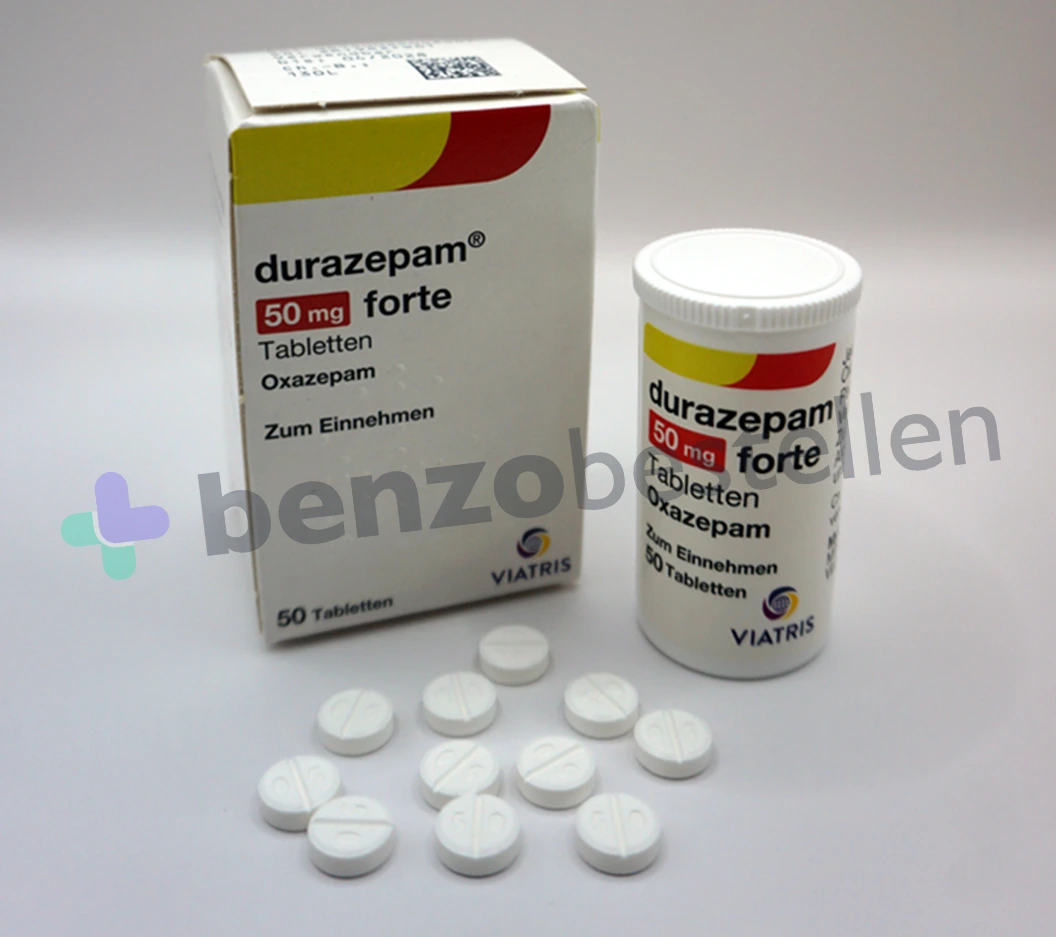 130L
durazepam®
50 mg forte
Tabletten
Oxazepam
Zum Einnehmen
VIATRIS
50 Tabletten
durazepam
50 mg forte
Tabletten
Oxazepam
Zum Einnehmen
50 Tabletten
VIATRIS
benzobestellen